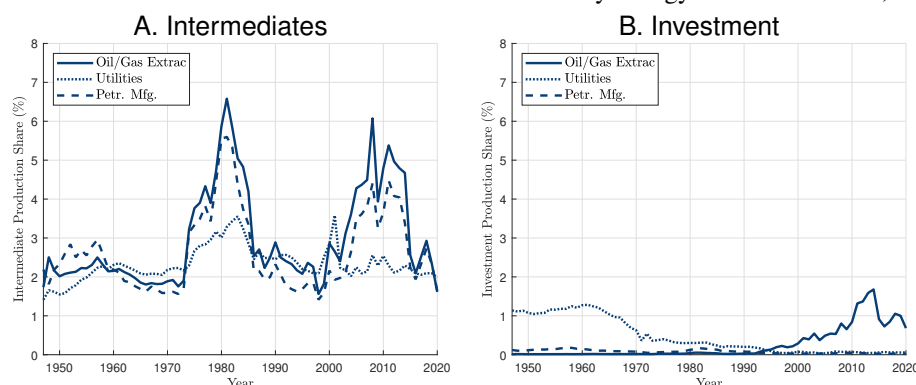 A. Intermediates
B. Investment
Intermediate Production Share (%)
8
7
6
5
4
3
2
1
0
Oil/Gas Extrac
Utilities
Petr. Mfg.
1950
1960
1970
1980
1990
2000
2010
2020
Year
Investment Production Share (%)
8
7
6
5
4
3
2
1
0
Oil/Gas Extrac
Utilities
Petr. Mfg.
1950
1960
1970
1980
1990
2000
2010
2020
Year